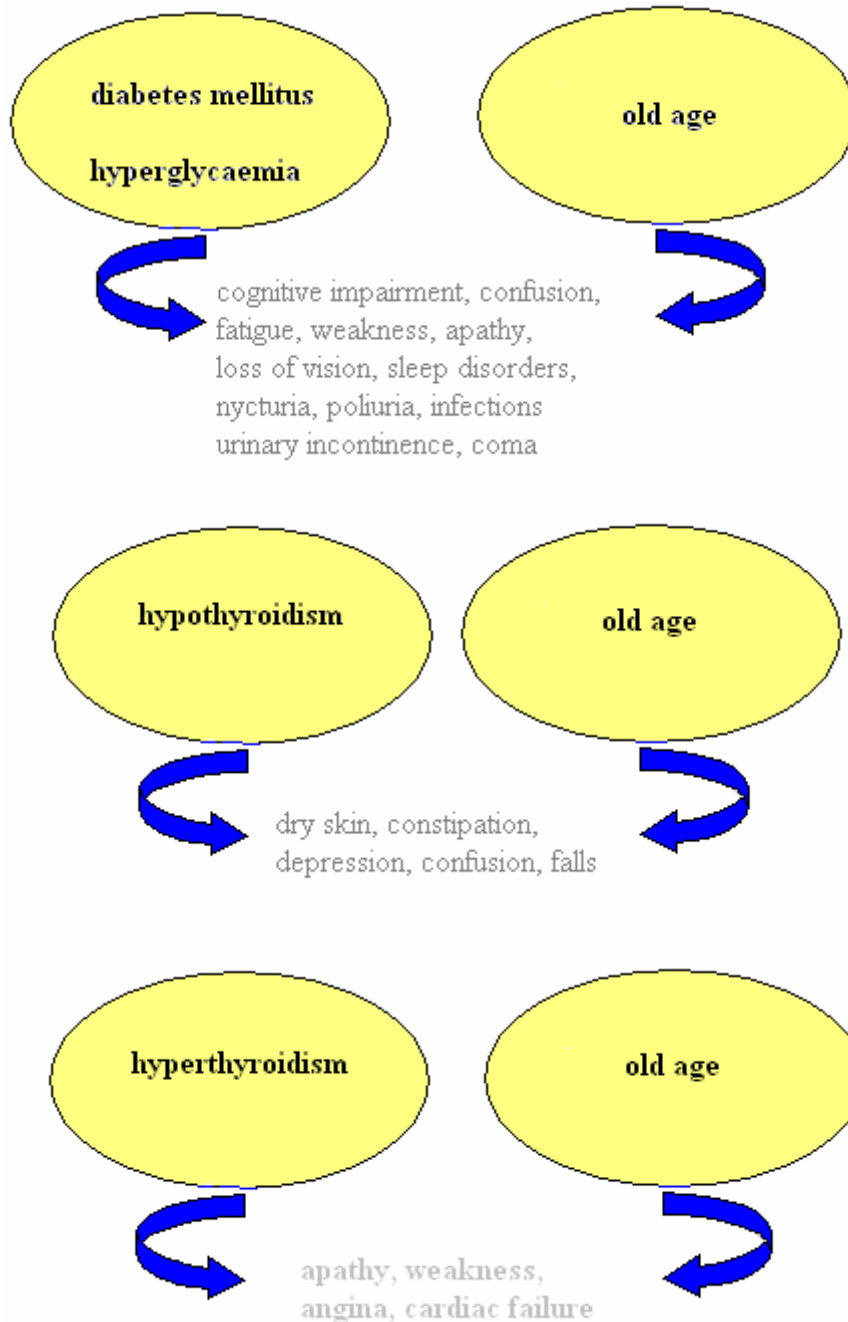 diabetes mellitus
hyperglycaemia
old age
cognitive impairment, confusion,
fatigue, weakness, apathy,
loss of vision, sleep disorders,
nycturia, poliuria, infections
urinary incontinence, coma
hypothyroidism
old age
dry skin, constipation,
depression, confusion, falls
hyperthyroidism
old age
apathy, weakness,
angina, cardiac failure